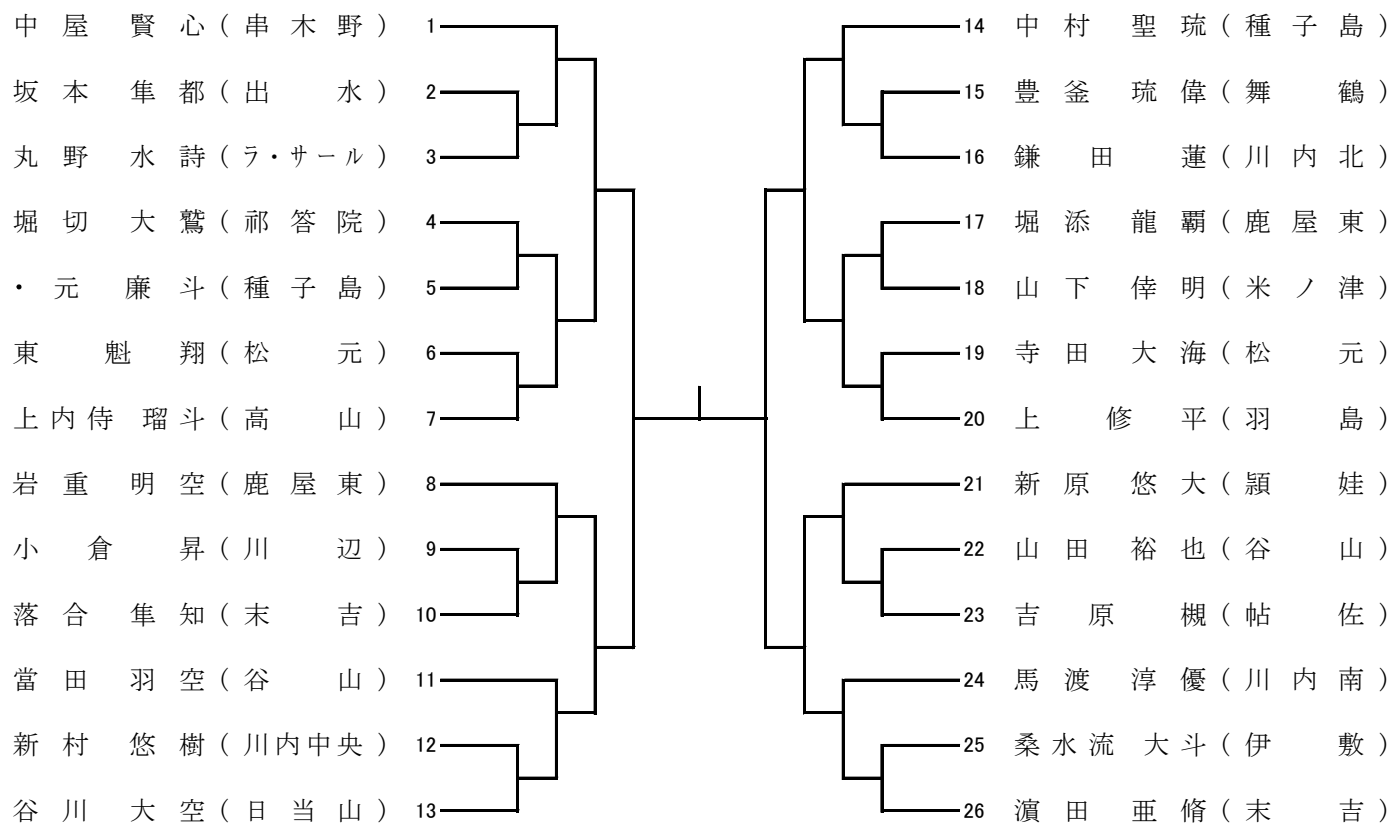 中屋 賢心(串木野) 1
坂本 隼都(出水) 2
丸野 水詩(ラ・サール) 3
堀切 大鷲(祁答院) 4
・元 廉斗(種子島) 5
東 魁翔(松元) 6
上内侍 瑠斗(高山) 7
岩重 明空(鹿屋東) 8
小倉 昇(川辺) 9
落合 隼知(末吉) 10
當田 羽空(谷山) 11
新村 悠樹(川内中央) 12
谷川 大空(日当山) 13
14 中村 聖琉(種子島)
15 豊釜 琉偉(舞鶴)
16 鎌田 蓮(川内北)
17 堀添 龍覇(鹿屋東)
18 山下 倖明(米ノ津)
19 寺田 大海(松元)
20 上 修平(羽島)
21 新原 悠大(頴娃)
22 山田 裕也(谷山)
23 吉原 槻(帖佐)
24 馬渡 淳優(川内南)
25 桑水流 大斗(伊敷)
26 濵田 亜脩(末吉)